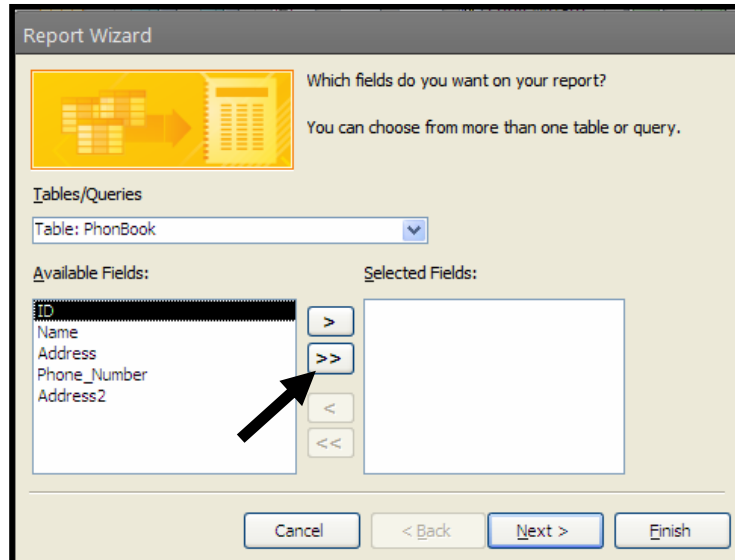 Report Wizard
Which fields do you want on your report?
You can choose from more than one table or query.
Tables/Queries
Table: PhonBook
Available Fields:
Selected Fields:
ID
Name
Address
Phone_Number
Address2
>
>>
<
<<
Cancel
< Back
Next >
Finish